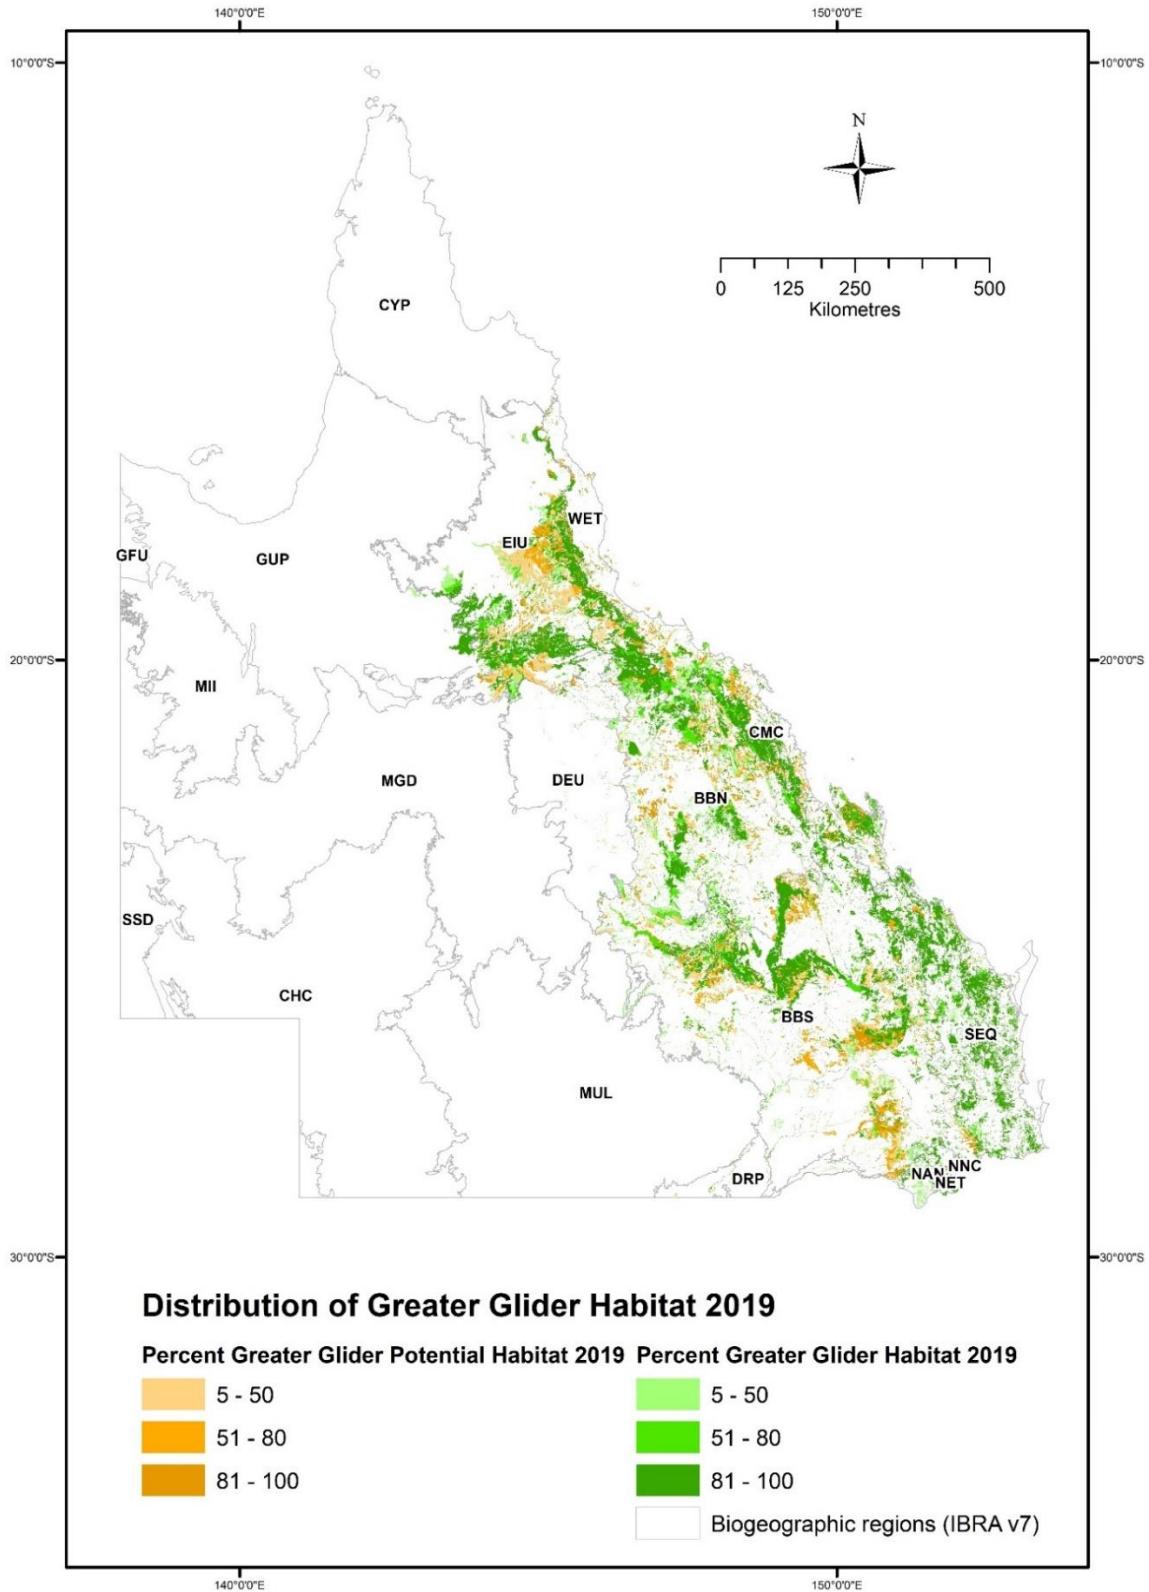 140°0'0"E 150°0'0"E
10°0'0"S 10°0'0"S
N
0 125 250 500
Kilometres
CYP
WET
EIU
GFU GUP
20°0'0"S 20°0'0"S
MII
CMC
MGD DEU
BBN
SSD
CHC
BBS
SEQ
MUL
NNC
NAN
DRP
NET
30°0'0"S 30°0'0"S
Distribution of Greater Glider Habitat 2019
Percent Greater Glider Potential Habitat 2019 Percent Greater Glider Habitat 2019
5 - 50 5 - 50
51 - 80 51 - 80
81 - 100 81 - 100
Biogeographic regions (IBRA v7)
140°0'0"E 150°0'0"E